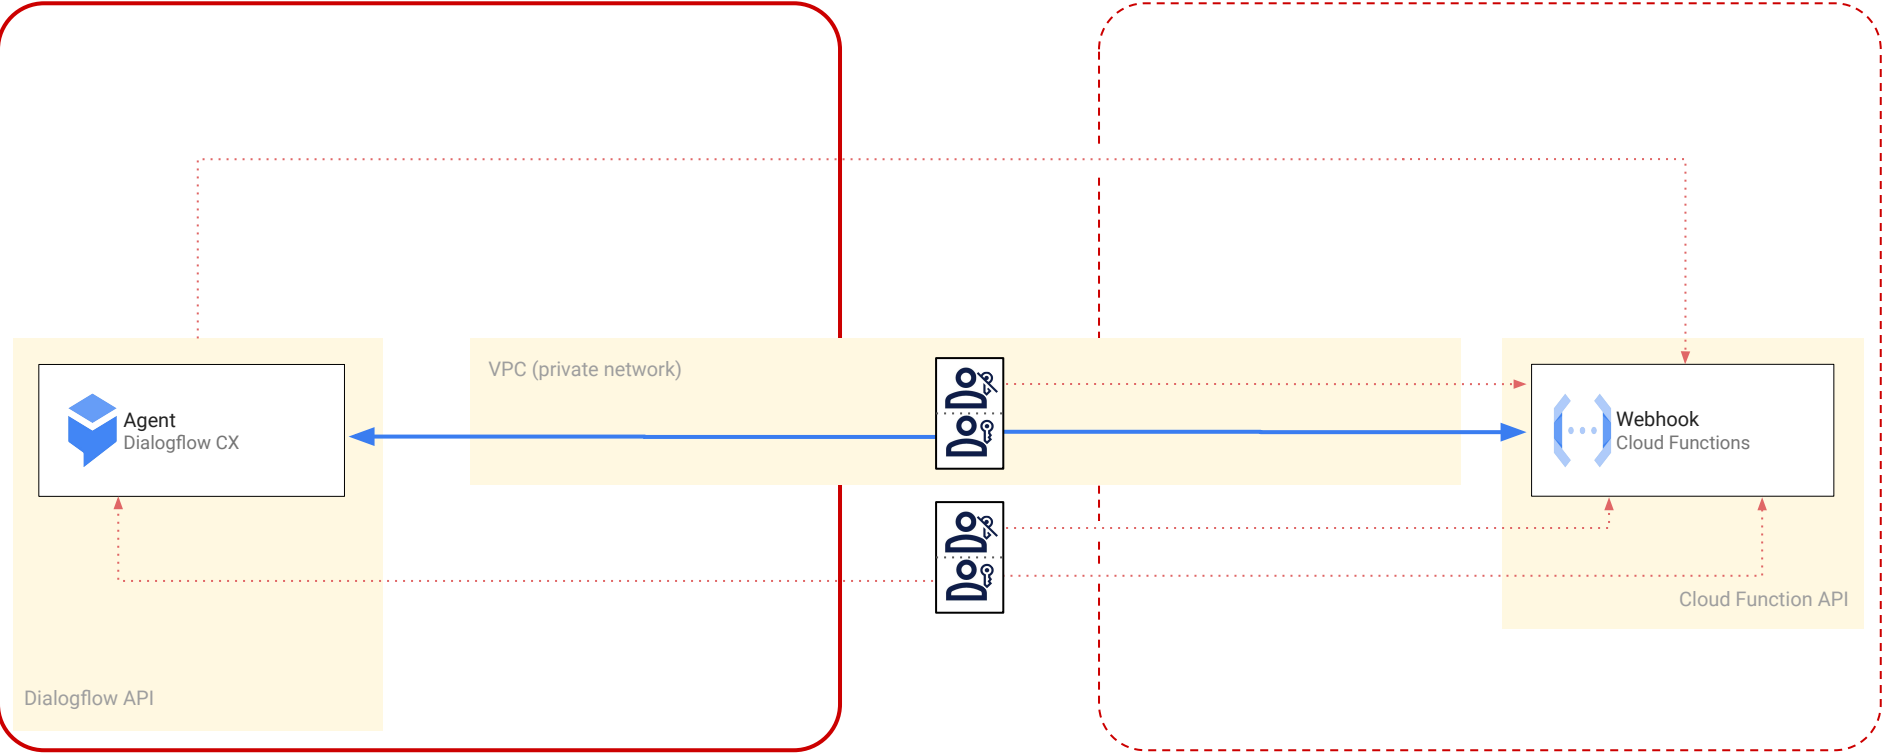 VPC (private network)
Agent
Dialogflow CX
Webhook
Cloud Functions
Cloud Function API
Dialogflow API